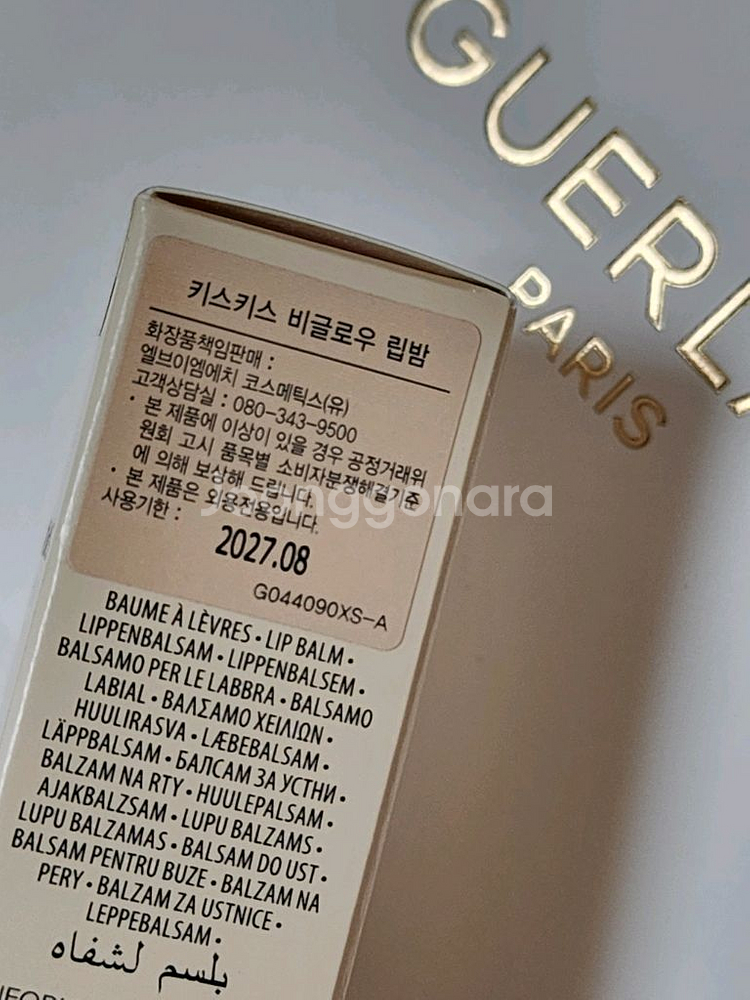 GUERLA
PARIS
키스키스 비글로우 립밤
화장품책임판매 :
엘브이엠에치 코스메틱스(유)
고객상담실 : 080-343-9500
· 본 제품에 이상이 있을 경우 공정거래위
원회 고시 품목별 소비자분쟁해결기준
에 의해 보상해 드립니다.
· 본 제품은 외용전용입니다.
사용기한 :
2027.08
G044090XS-A
joonggonara
BAUME À LÈVRES • LIP BALM •
LIPPENBALSAM • LIPPENBALSEM •
BALSAMO PER LE LABBRA • BALSAMO
LABIAL • ΒΑΛΣΑΜΟ ΧΕΙΛΙΩΝ •
HUULIRASVA • LÆBEBALSAM •
LÄPPBALSAM • БАЛСАМ ЗА УСТНИ •
BALZAM NA RTY • HUULEPALSAM •
AJAKBALZSAM • LUPU BALZAMS •
LUPU BALZAMAS • BALSAM DO UST •
BALSAM PENTRU BUZE • BALZAM NA
PERY • BALZAM ZA USTNICE •
LEPPEBALSAM •
بلسم لشفاه